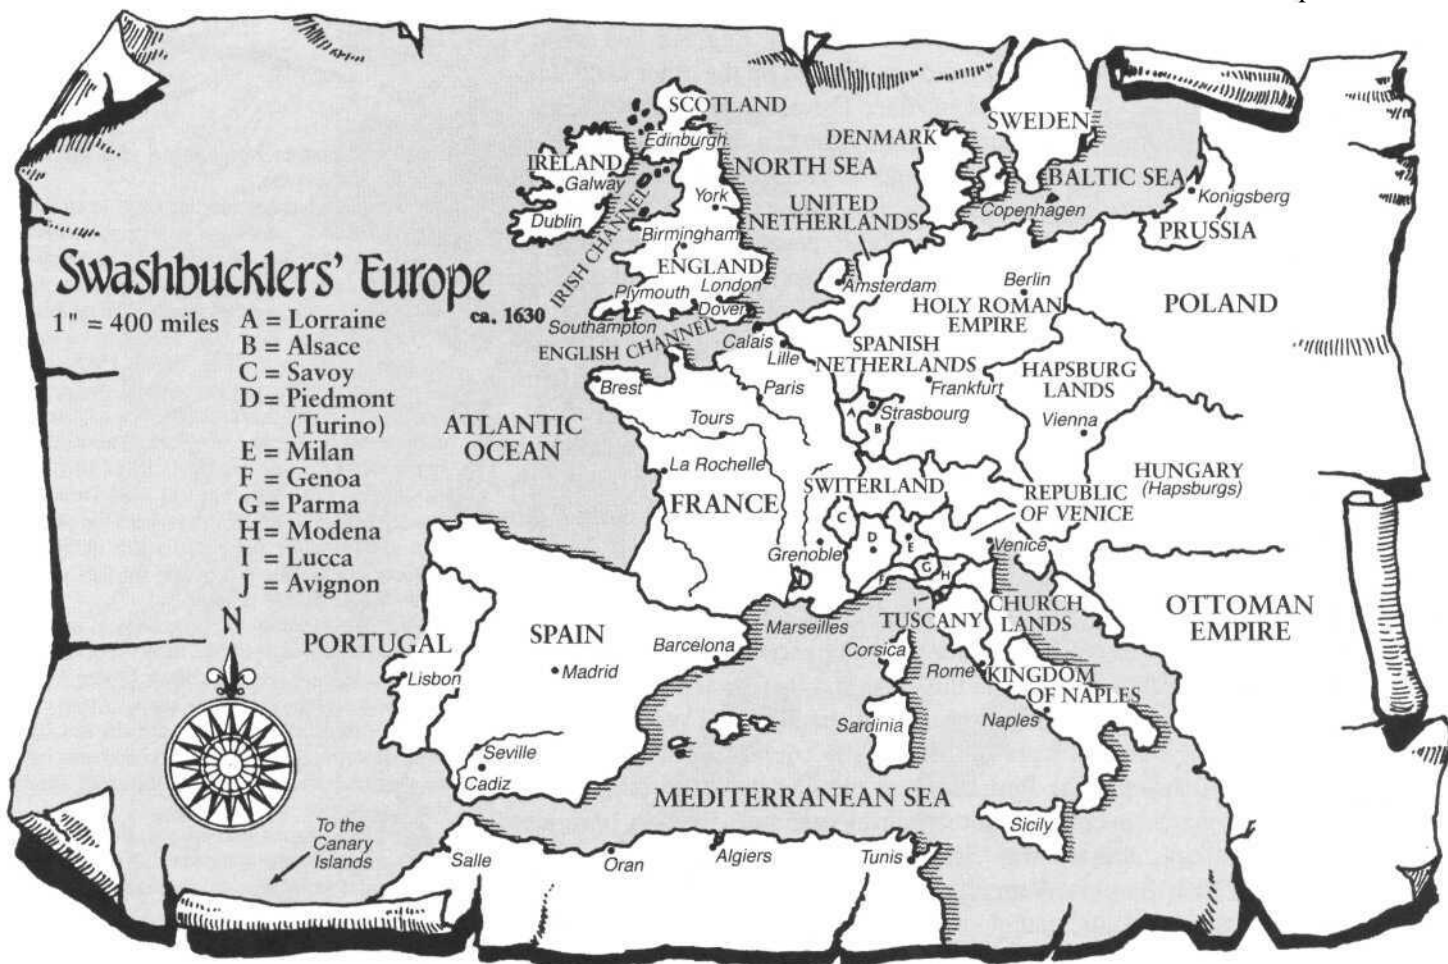 SCOTLAND
Edinburgh
IRELAND
Galway
Dublin
NORTH SEA
DENMARK
SWEDEN
BALTIC SEA
Copenhagen
Konigsberg
PRUSSIA
York
Birmingham
ENGLAND
London
Plymouth
Dover
Southampton
IRISH CHANNEL
ENGLISH CHANNEL
UNITED
NETHERLANDS
Amsterdam
Berlin
HOLY ROMAN
EMPIRE
POLAND
Swashbucklers' Europe
ca. 1630
1" = 400 miles
A = Lorraine
B = Alsace
C = Savoy
D = Piedmont
(Turino)
E = Milan
F = Genoa
G = Parma
H = Modena
I = Lucca
J = Avignon
N
Calais
Lille
SPANISH
NETHERLANDS
Frankfurt
HAPSBURG
LANDS
Vienna
Brest
Paris
Tours
Strasbourg
A
B
ATLANTIC
OCEAN
La Rochelle
FRANCE
SWITERLAND
HUNGARY
(Hapsburgs)
REPUBLIC
OF VENICE
C
D
E
Grenoble
Venice
F
G
H
I
J
Marseilles
TUSCANY
CHURCH
LANDS
OTTOMAN
EMPIRE
PORTUGAL
Lisbon
SPAIN
Madrid
Barcelona
Corsica
Rome
KINGDOM
OF NAPLES
Naples
Sardinia
Seville
Cadiz
MEDITERRANEAN SEA
Sicily
To the
Canary
Islands
Salle
Oran
Algiers
Tunis